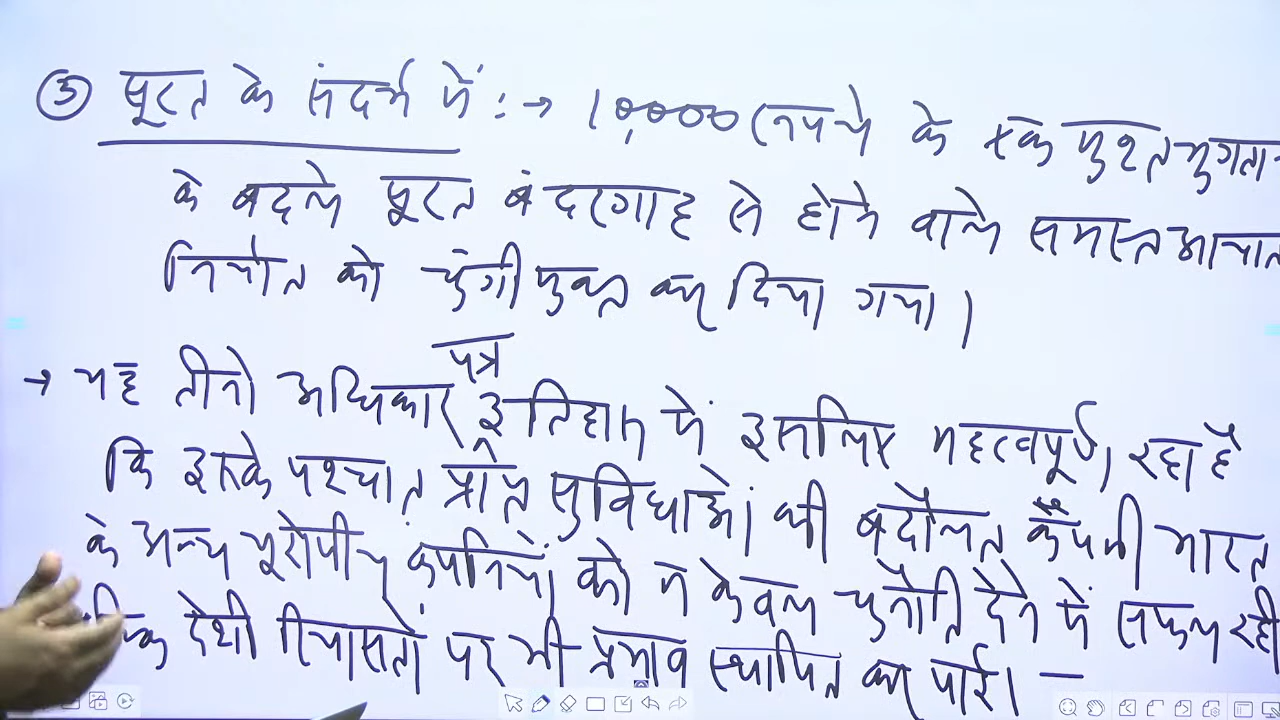 ③ सूरत के संदर्भ में :→ 10,000 रुपये के एक मुश्त भुगता
के बदले सूरत बंदरगाह से होने वाले समस्त आयात
निर्यात को चुंगी मुक्त कर दिया गया।
पत्र
→ यह तीनो अधिकार इतिहास में इसलिए महत्वपूर्ण रहा है
कि इसके पश्चात प्राप्त सुविधाओं की बदौलत कंपनी भारत
के अन्य यूरोपीय कंपनियों को न केवल चुनौति देने में सफल रही
देशी रियासतों पर भी प्रभाव स्थापित कर पाई। —